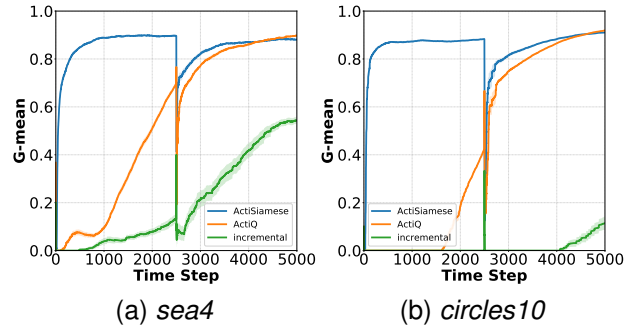 1.0
0.8
0.6
0.4
0.2
0.0
G-mean
0 1000 2000 3000 4000 5000
Time Step
ActiSiamese
ActiQ
incremental
(a) sea4
1.0
0.8
0.6
0.4
0.2
0.0
G-mean
0 1000 2000 3000 4000 5000
Time Step
ActiSiamese
ActiQ
incremental
(b) circles10